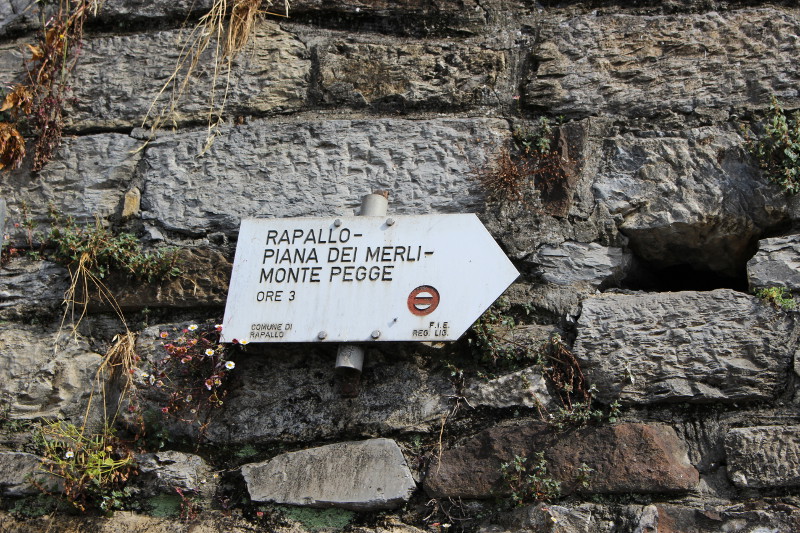 RAPALLO-
PIANA DEI MERLI-
MONTE PEGGE
ORE 3
COMUNE DI
RAPALLO
F.I.E.
REG. LIG.